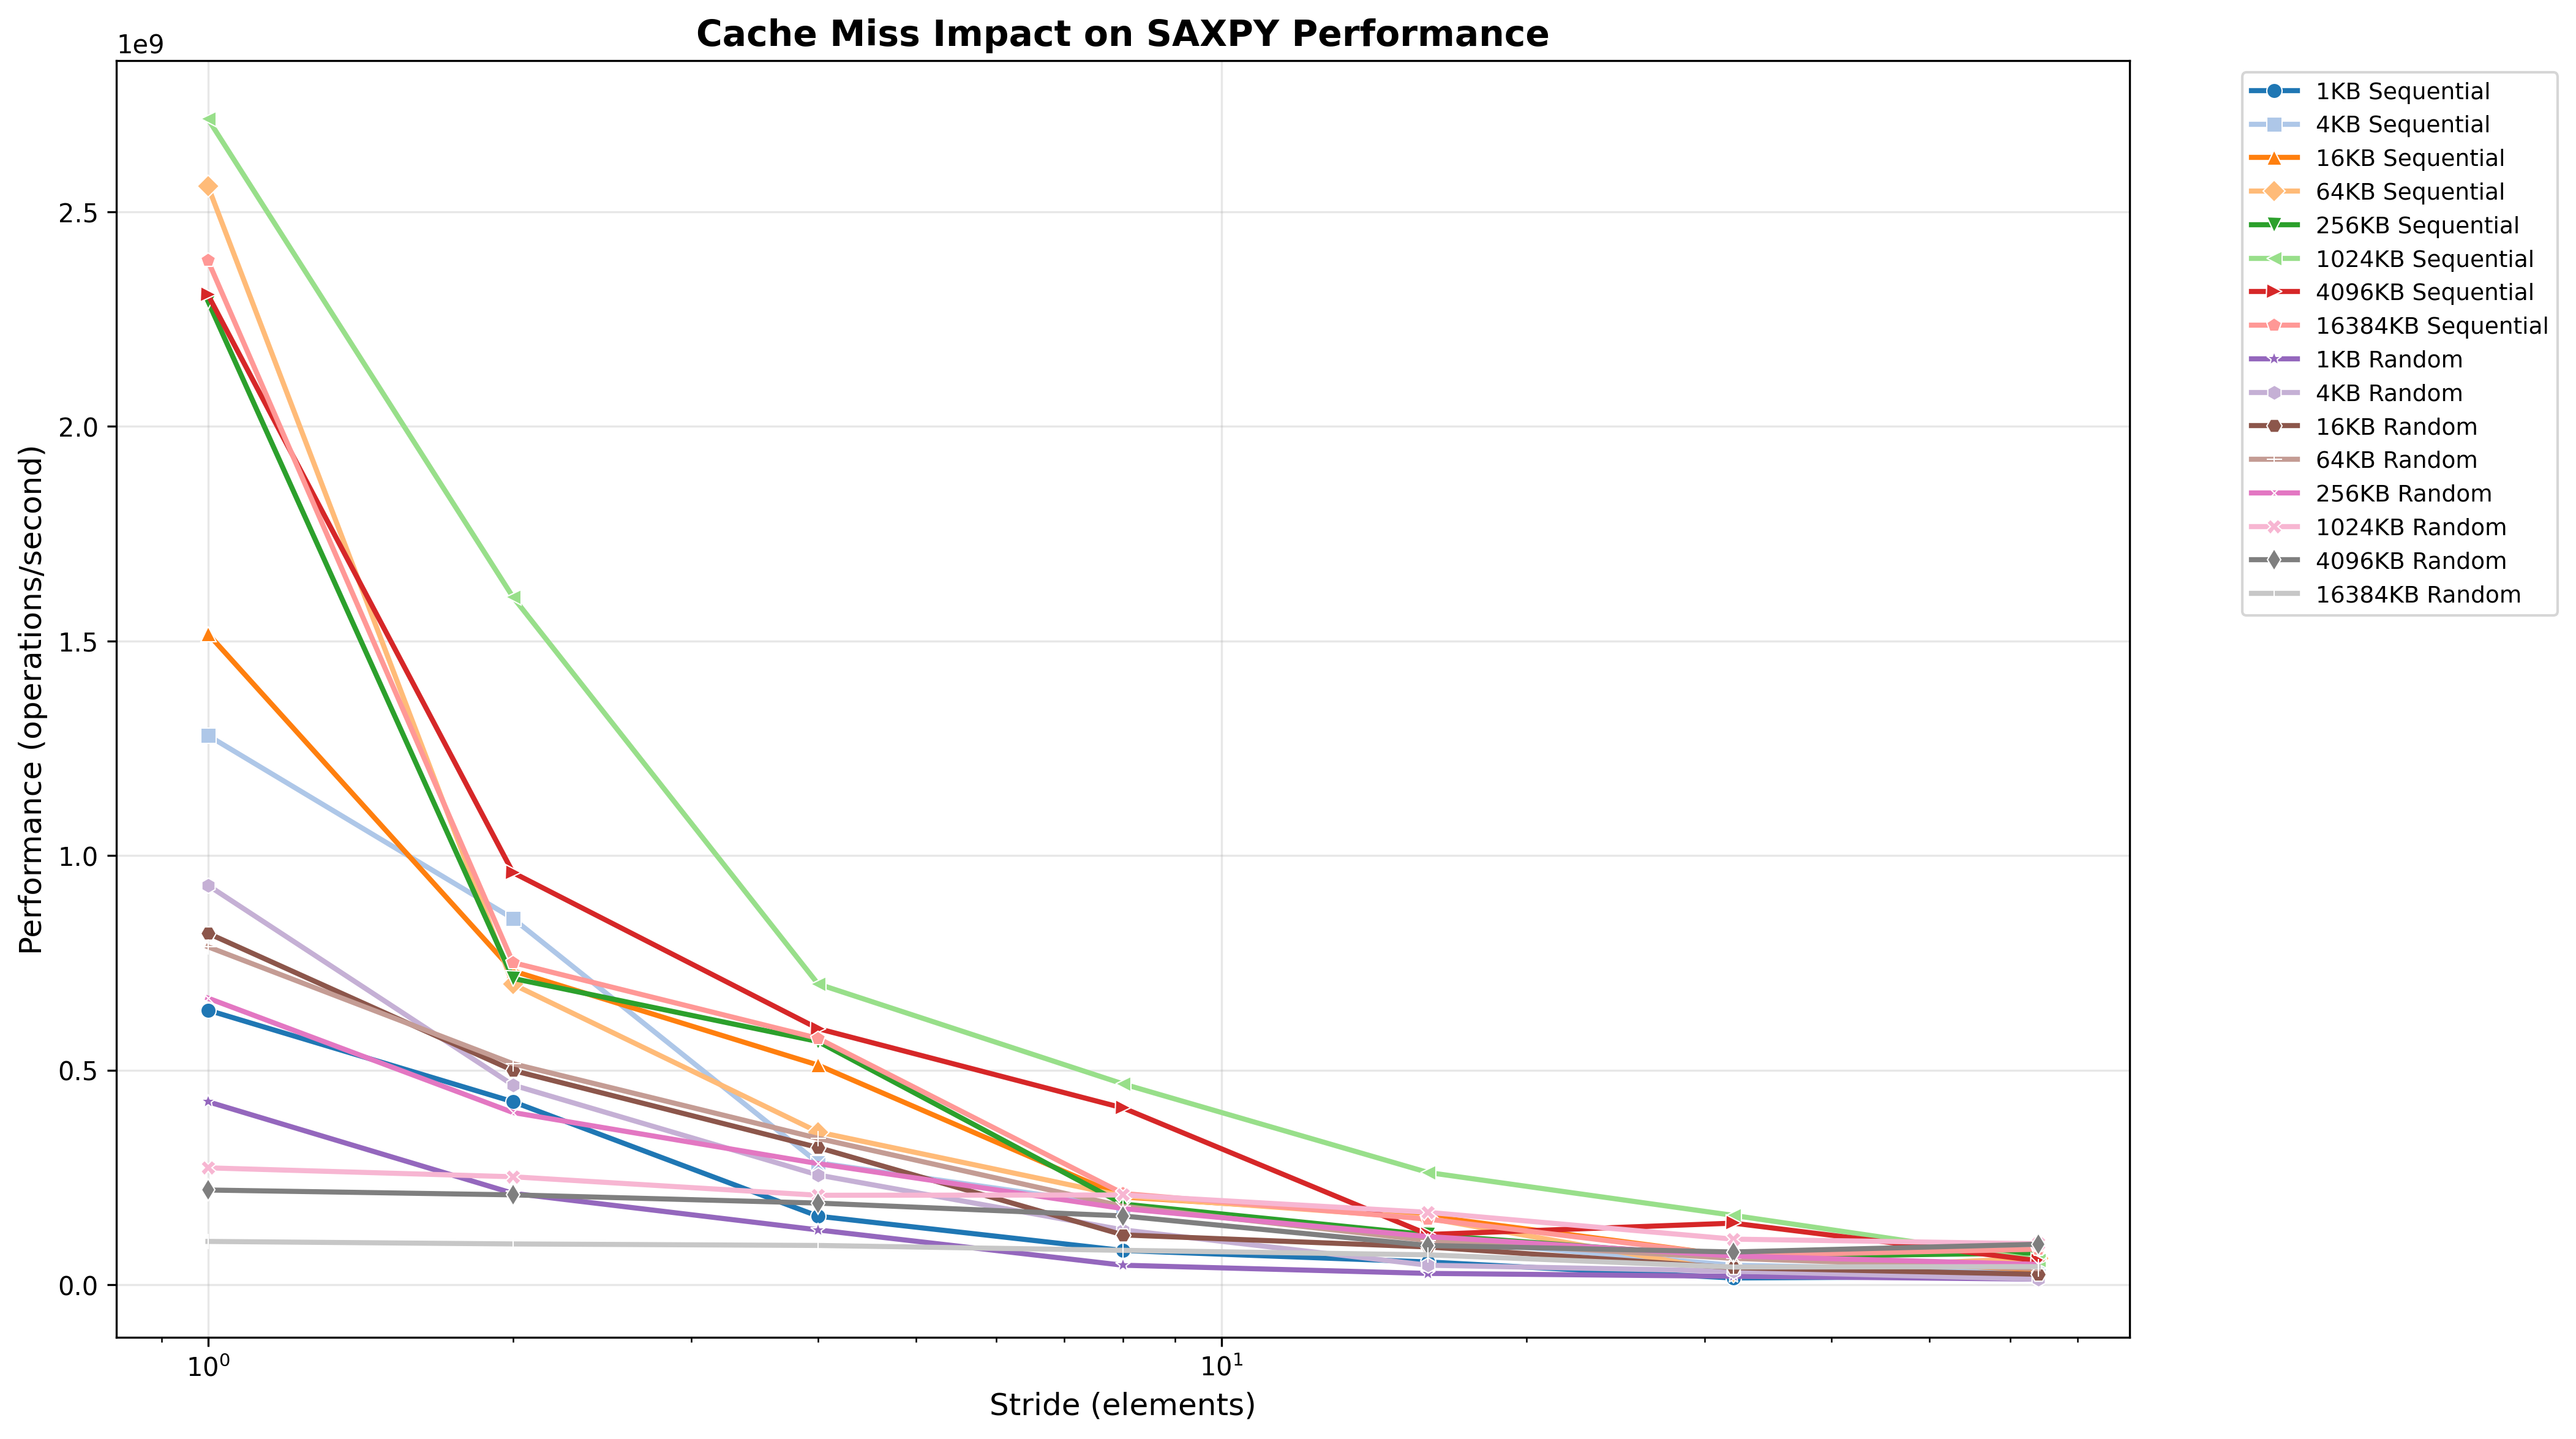 Cache Miss Impact on SAXPY Performance
1e9
2.5
2.0
1.5
1.0
0.5
0.0
Performance (operations/second)
10⁰
10¹
Stride (elements)
1KB Sequential
4KB Sequential
16KB Sequential
64KB Sequential
256KB Sequential
1024KB Sequential
4096KB Sequential
16384KB Sequential
1KB Random
4KB Random
16KB Random
64KB Random
256KB Random
1024KB Random
4096KB Random
16384KB Random